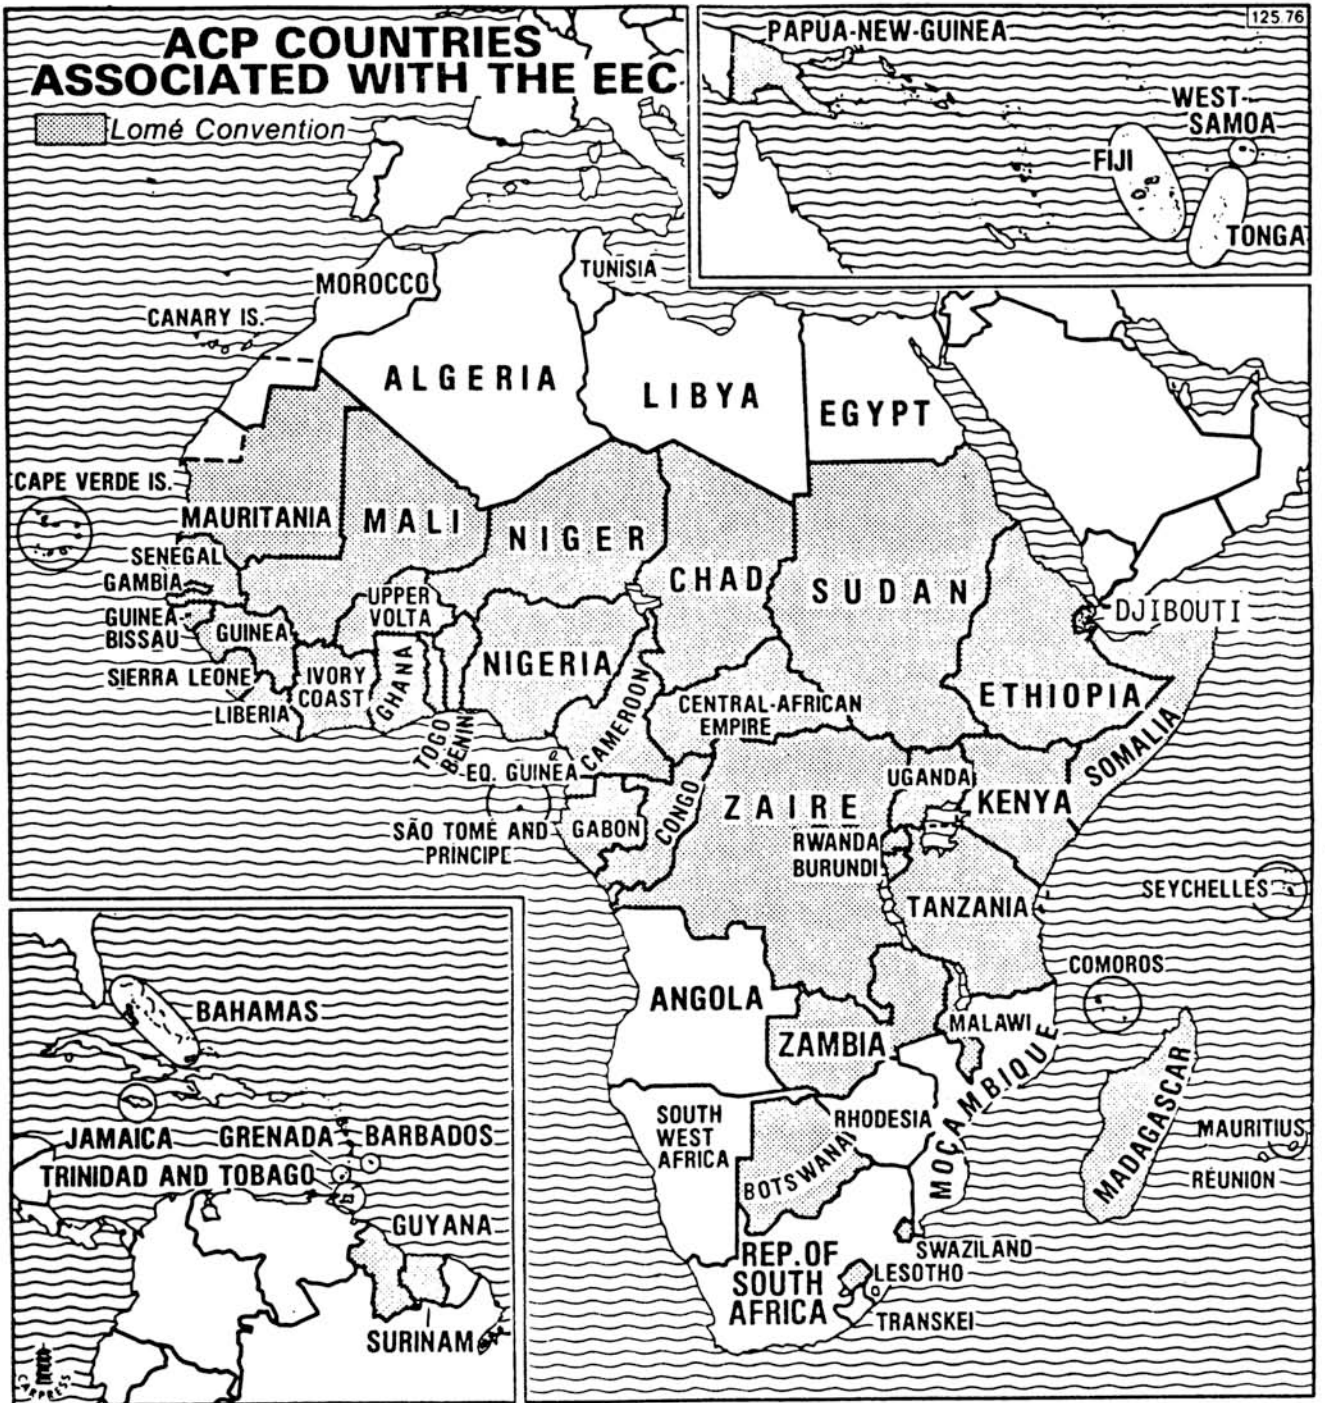 ACP COUNTRIES
ASSOCIATED WITH THE EEC
Lomé Convention
125.76
PAPUA-NEW-GUINEA
WEST-
SAMOA
FIJI
TONGA
MOROCCO
TUNISIA
CANARY IS.
ALGERIA
LIBYA
EGYPT
CAPE VERDE IS.
MAURITANIA
MALI
NIGER
CHAD
SUDAN
SENEGAL
GAMBIA
GUINEA
BISSAU
GUINEA
UPPER
VOLTA
DJIBOUTI
SIERRA LEONE
LIBERIA
IVORY
COAST
GHANA
TOGO
BENIN
NIGERIA
CAMEROON
CENTRAL-AFRICAN
EMPIRE
ETHIOPIA
SOMALIA
EQ. GUINEA
SÃO TOMÉ AND
PRINCIPE
GABON
CONGO
ZAIRE
UGANDA
KENYA
RWANDA
BURUNDI
TANZANIA
SEYCHELLES
COMOROS
ANGOLA
ZAMBIA
MALAWI
MOÇAMBIQUE
MADAGASCAR
MAURITIUS
RÉUNION
SOUTH
WEST
AFRICA
RHODESIA
BOTSWANA
SWAZILAND
LESOTHO
TRANSKEI
REP. OF
SOUTH
AFRICA
BAHAMAS
JAMAICA
GRENADA
BARBADOS
TRINIDAD AND TOBAGO
GUYANA
SURINAM
CARPRESS